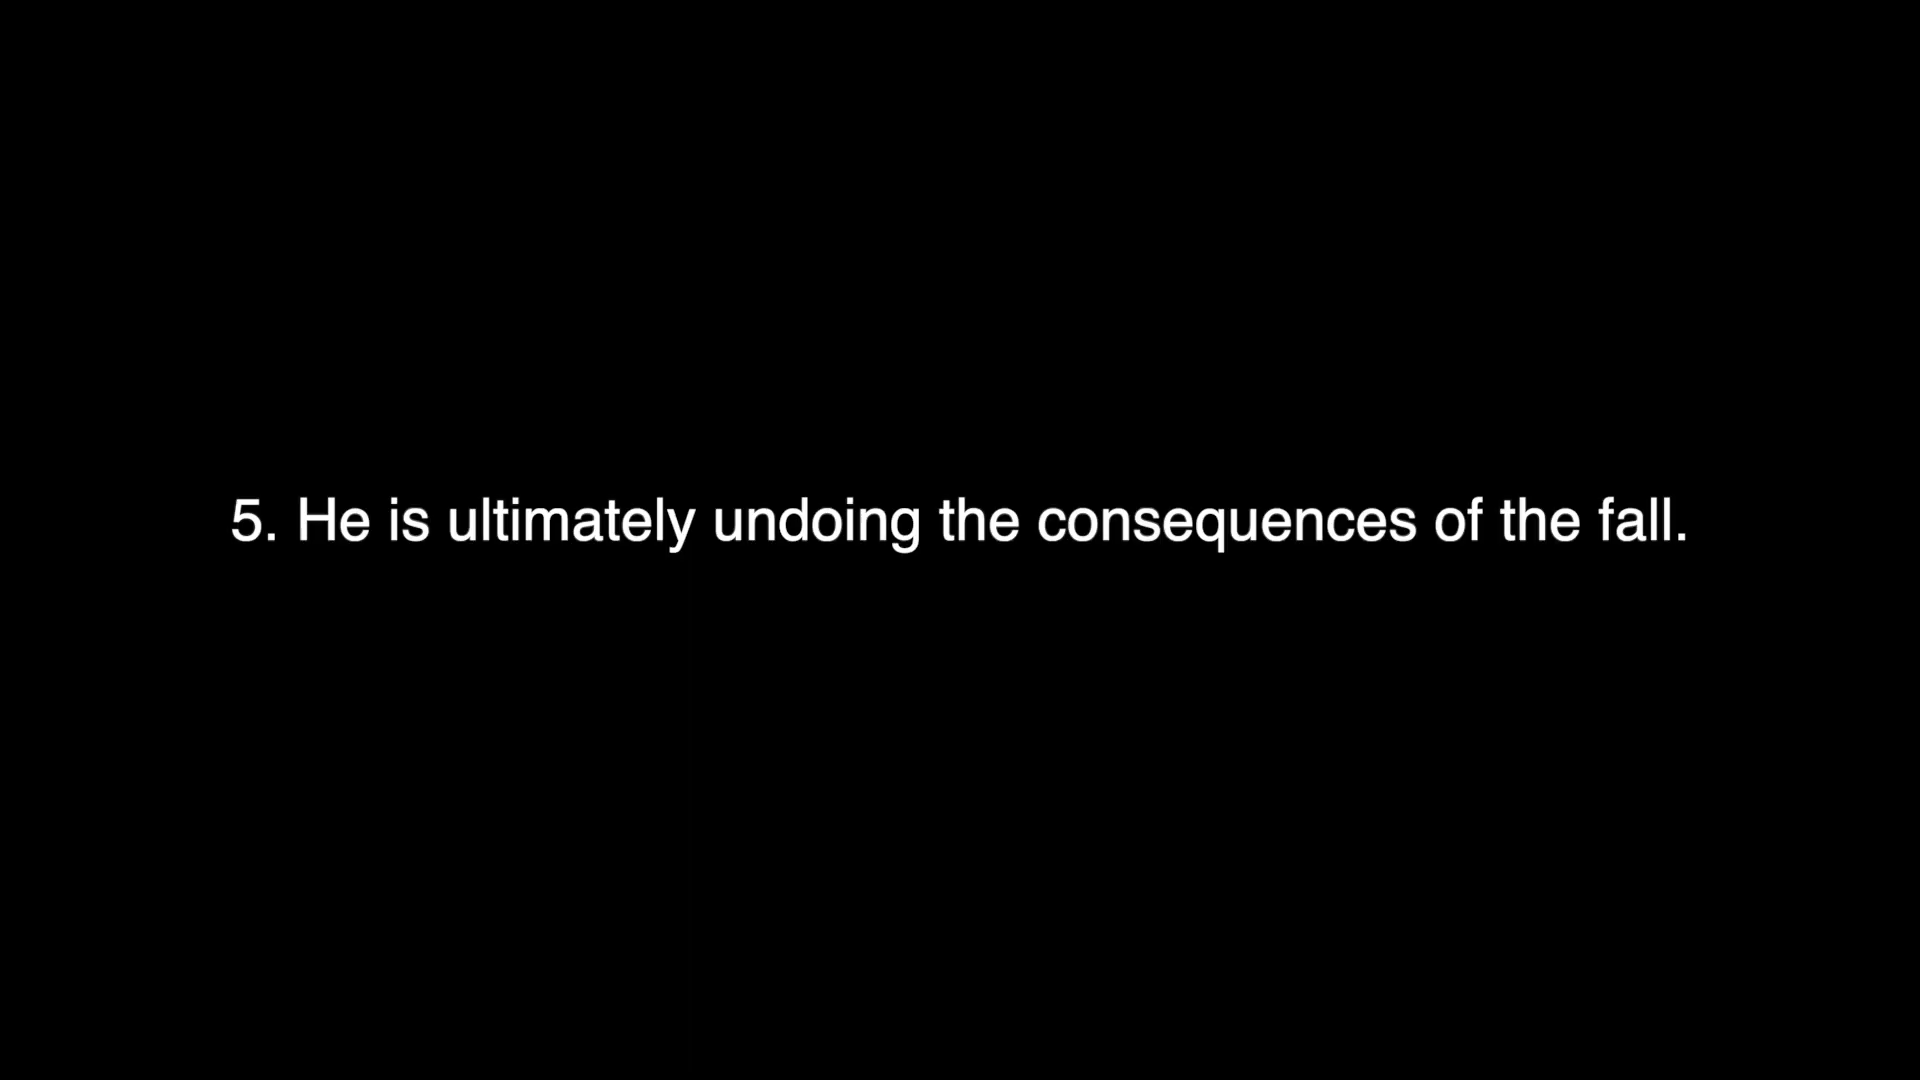 5. He is ultimately undoing the consequences of the fall.